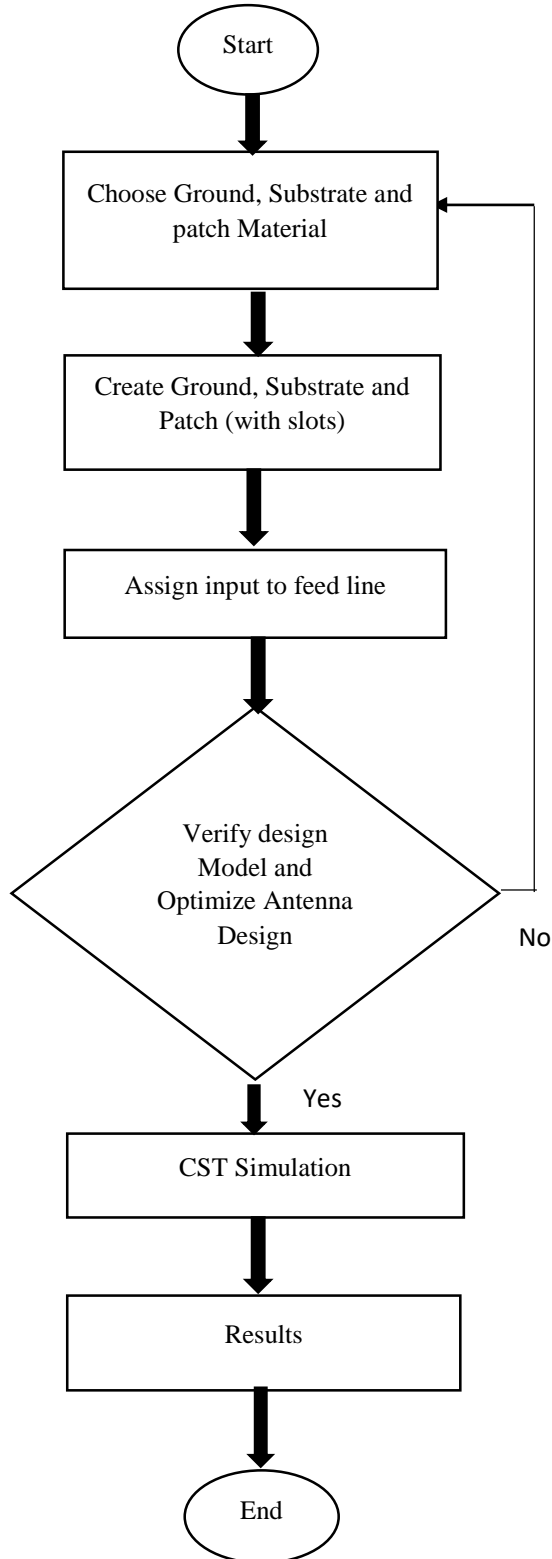 Start
Choose Ground, Substrate and
patch Material
Create Ground, Substrate and
Patch (with slots)
Assign input to feed line
Verify design
Model and
Optimize Antenna
Design
No
Yes
CST Simulation
Results
End